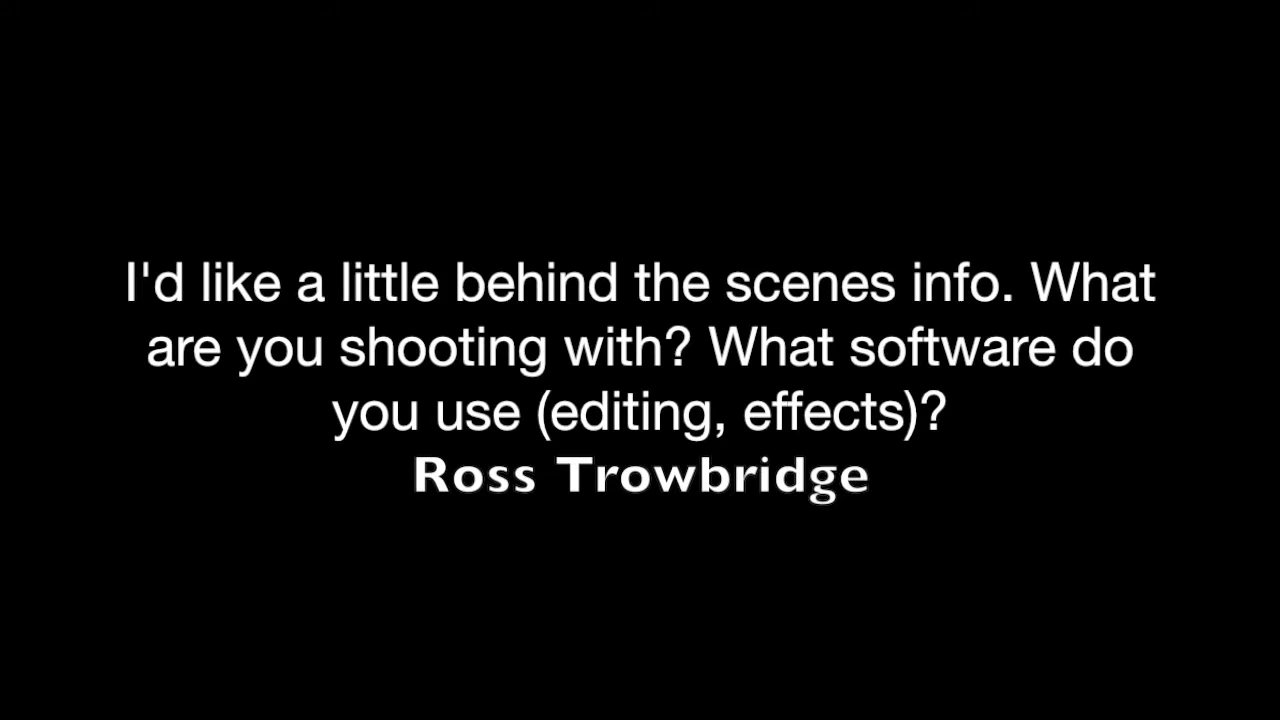 I'd like a little behind the scenes info. What
are you shooting with? What software do
you use (editing, effects)?
Ross Trowbridge